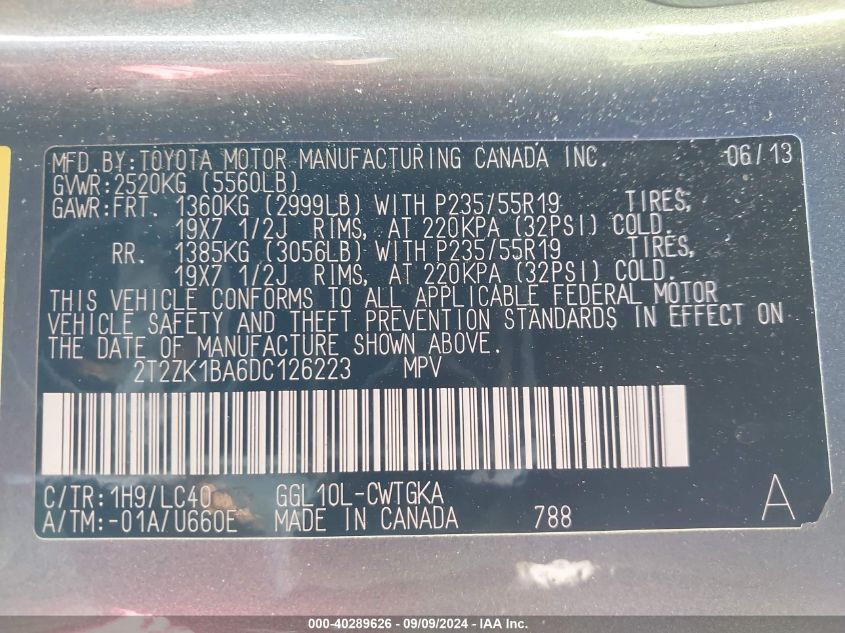 MFD. BY: TOYOTA MOTOR MANUFACTURING CANADA INC. 06/13
GVWR: 2520KG (5560LB)
GAWR: FRT. 1360KG (2999LB) WITH P235/55R19 TIRES,
19X7 1/2J RIMS, AT 220KPA (32PSI) COLD.
RR. 1385KG (3056LB) WITH P235/55R19 TIRES,
19X7 1/2J RIMS, AT 220KPA (32PSI) COLD.
THIS VEHICLE CONFORMS TO ALL APPLICABLE FEDERAL MOTOR
VEHICLE SAFETY AND THEFT PREVENTION STANDARDS IN EFFECT ON
THE DATE OF MANUFACTURE SHOWN ABOVE.
2T2ZK1BA6DC126223 MPV
C/TR: 1H9/LC40 GGL10L-CWTGKA
A/TM: -01A/U660E MADE IN CANADA 788 A
000-40289626 - 09/09/2024 - IAA Inc.